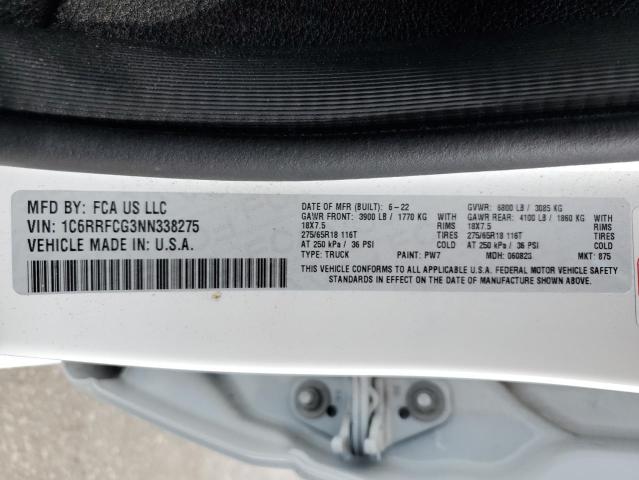 MFD BY: FCA US LLC
VIN: 1C6RRFCG3NN338275
VEHICLE MADE IN: U.S.A.
DATE OF MFR (BUILT): 6-22 GVWR: 6800 LB / 3085 KG
GAWR FRONT: 3900 LB / 1770 KG WITH GAWR REAR: 4100 LB / 1860 KG WITH
18X7.5 RIMS 18X7.5 RIMS
275/65R18 116T TIRES 275/65R18 116T TIRES
AT 250 kPa / 36 PSI COLD AT 250 kPa / 36 PSI COLD
TYPE: TRUCK PAINT: PW7 MDH: 060823 MKT: 875
THIS VEHICLE CONFORMS TO ALL APPLICABLE U.S.A. FEDERAL MOTOR VEHICLE SAFETY
STANDARDS IN EFFECT ON THE DATE OF MANUFACTURE SHOWN ABOVE.